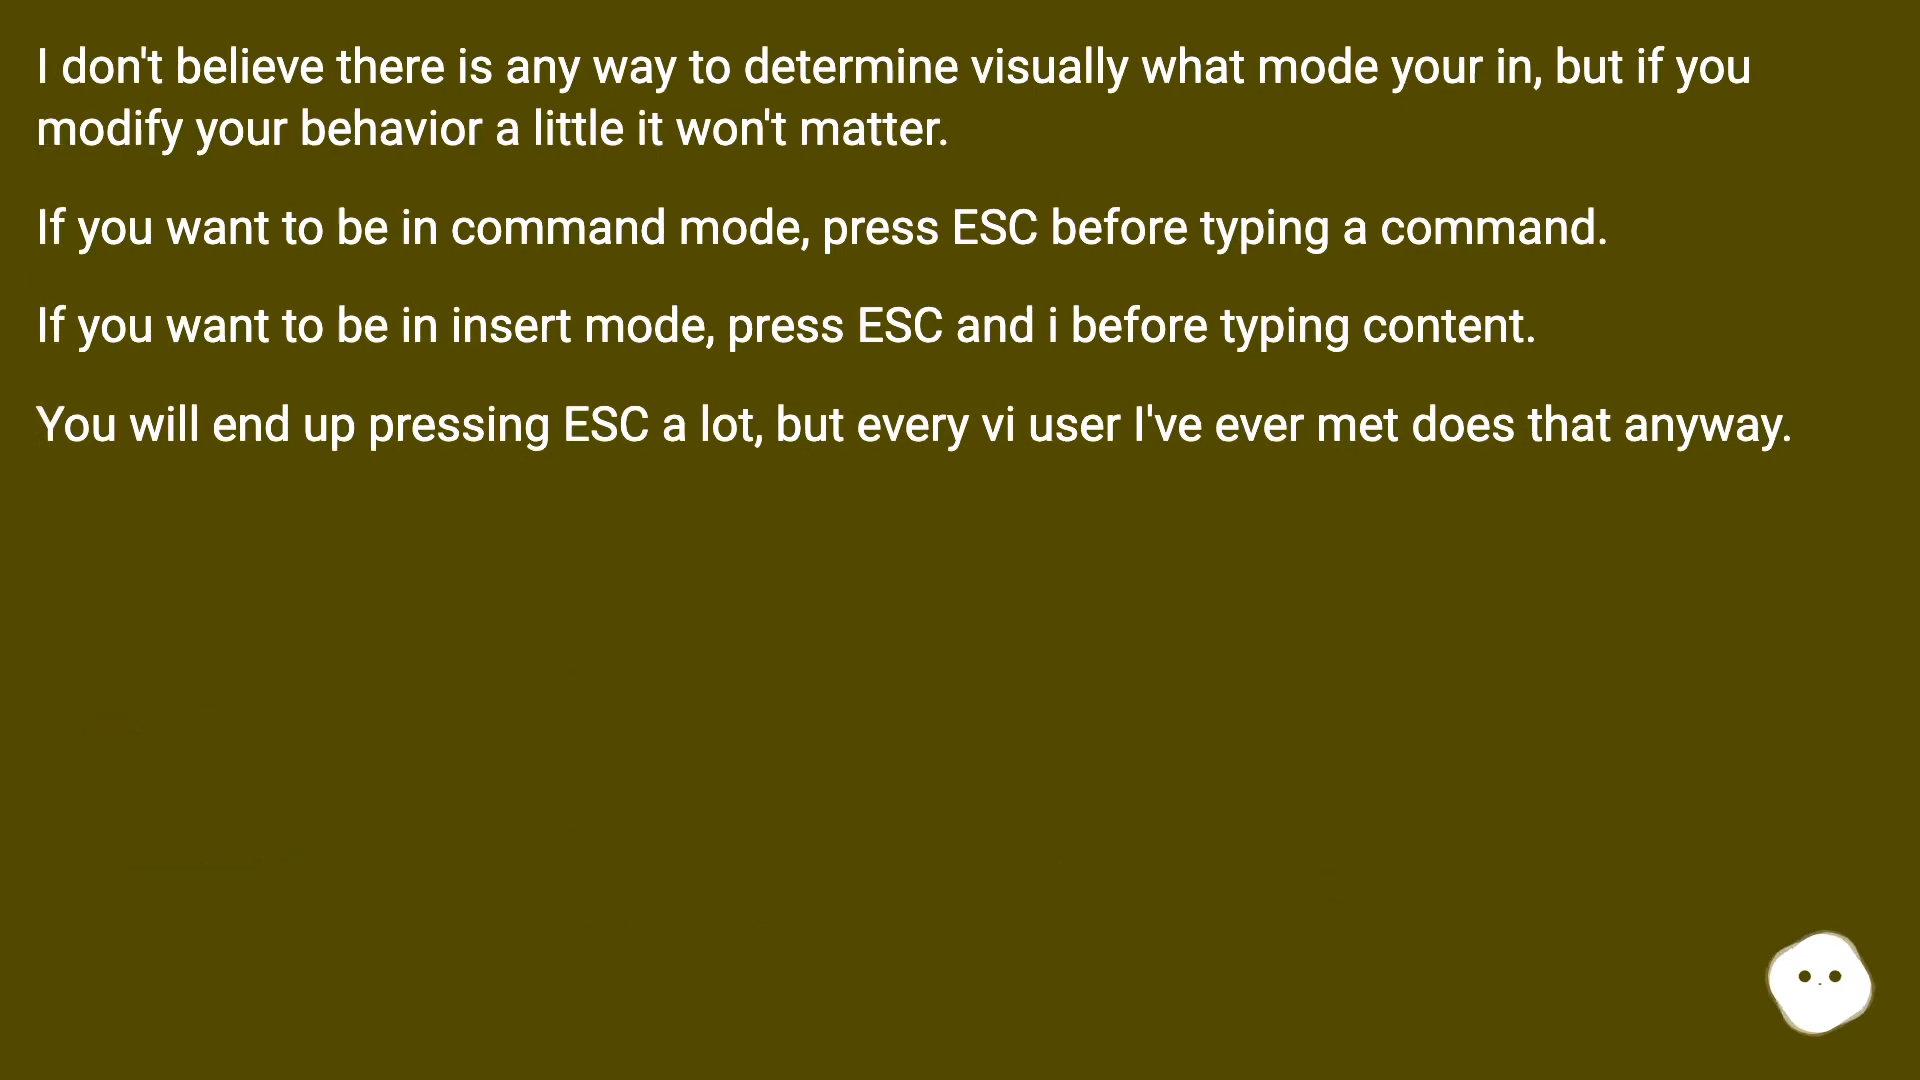 I don't believe there is any way to determine visually what mode your in, but if you
modify your behavior a little it won't matter.
If you want to be in command mode, press ESC before typing a command.
If you want to be in insert mode, press ESC and i before typing content.
You will end up pressing ESC a lot, but every vi user I've ever met does that anyway.